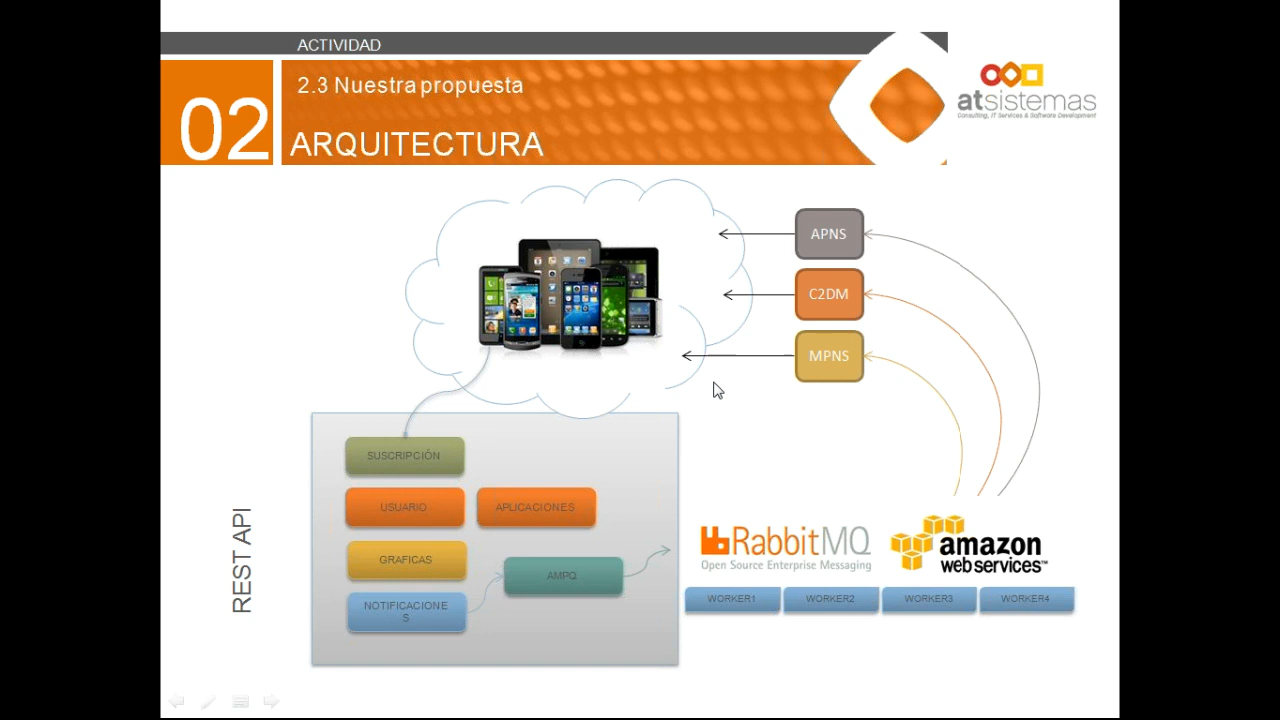 ACTIVIDAD
02
2.3 Nuestra propuesta
ARQUITECTURA
atsistemas
Consulting, IT Services & Software Development
APNS
C2DM
MPNS
REST API
SUSCRIPCIÓN
USUARIO
APLICACIONES
GRAFICAS
AMPQ
NOTIFICACIONE
S
RabbitMQ
Open Source Enterprise Messaging
amazon
web services™
WORKER1
WORKER2
WORKER3
WORKER4